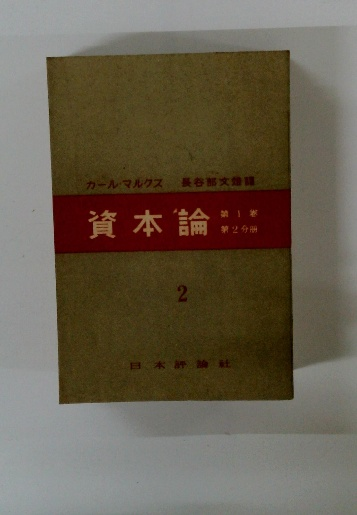 カール・マルクス 長谷部文雄譯
資本論 第1巻
第2分冊
2
日本評論社